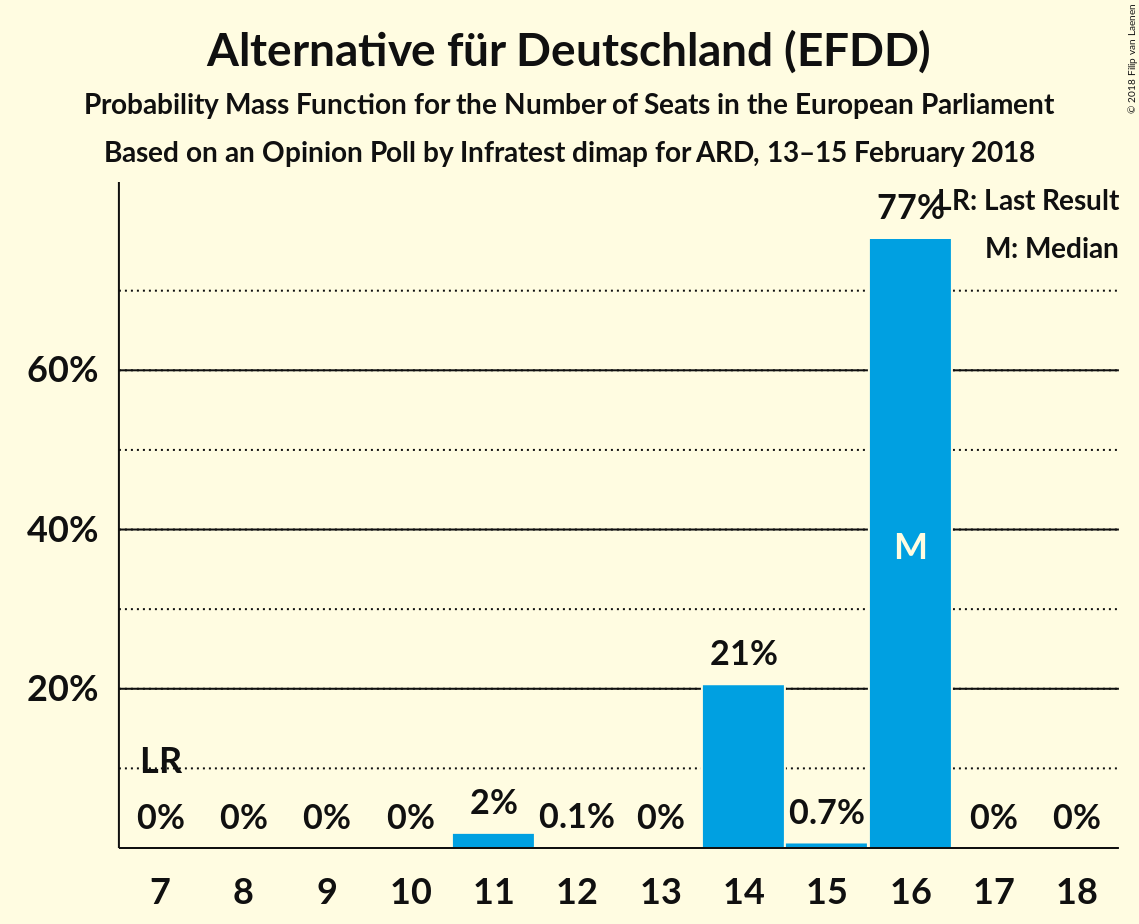 Alternative für Deutschland (EFDD)
Probability Mass Function for the Number of Seats in the European Parliament
Based on an Opinion Poll by Infratest dimap for ARD, 13–15 February 2018
© 2018 Filip van Laenen
LR: Last Result
M: Median
77%
60%
40%
20%
M
21%
LR
0% 0% 0% 0% 2% 0.1% 0% 0.7% 0% 0%
7 8 9 10 11 12 13 14 15 16 17 18